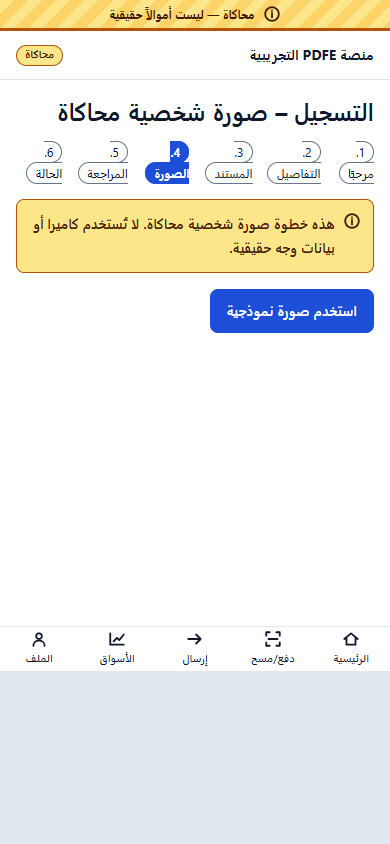 محاكاة — ليست أموالاً حقيقية
منصة PDFE التجريبية
محاكاة
التسجيل – صورة شخصية محاكاة
1. مرحبًا
2. التفاصيل
3. المستند
4. الصورة
5. المراجعة
6. الحالة
هذه خطوة صورة شخصية محاكاة. لا تُستخدم كاميرا أو
بيانات وجه حقيقية.
استخدم صورة نموذجية
الرئيسية
دفع/مسح
إرسال
الأسواق
الملف